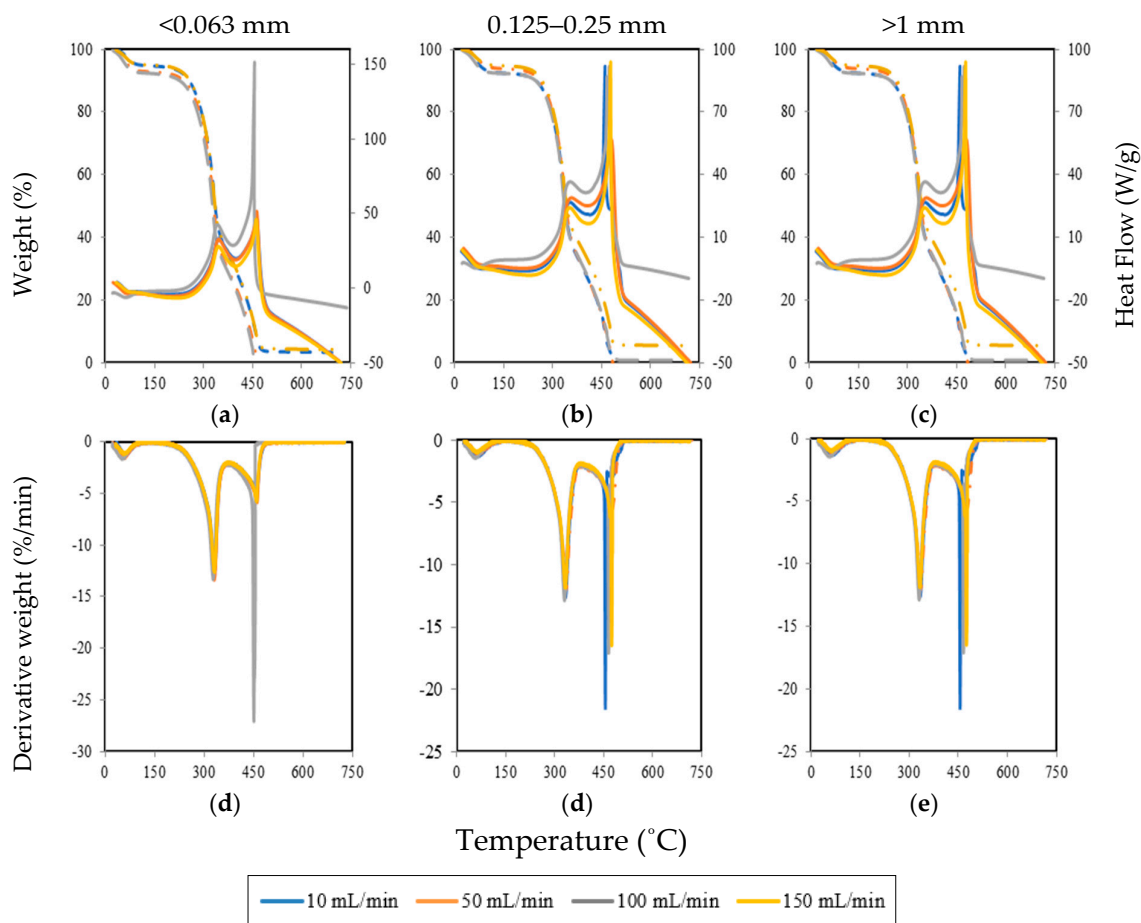 <0.063 mm 0.125–0.25 mm >1 mm
100 150 100 100 100 100
80 100 80 70 80 70
60 50 60 40 60 40
40 0 40 10 40 10
20 20 -20 20 -20
0 -50 0 -50 0 -50
0 150 300 450 600 750 0 150 300 450 600 750 0 150 300 450 600 750
Weight (%)
Heat Flow (W/g)
(a) (b) (c)
0 0 0
-5 -5 -5
-10 -10 -10
-15 -15 -15
-20 -20 -20
-25
-30 -25 -25
0 150 300 450 600 750 0 150 300 450 600 750 0 150 300 450 600 750
Derivative weight (%/min)
(d) (d) (e)
Temperature (°C)
10 mL/min 50 mL/min 100 mL/min 150 mL/min